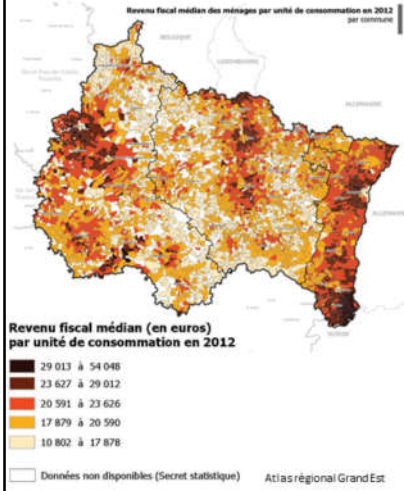 Revenu fiscal médian des ménages par unité de consommation en 2012
par commune
BELGIQUE
LUXEMBOURG
ALLEMAGNE
ALLEMAGNE
SUISSE
Revenu fiscal médian (en euros)
par unité de consommation en 2012
29 013 à 54 048
23 627 à 29 012
20 591 à 23 626
17 879 à 20 590
10 802 à 17 878
Données non disponibles (Secret statistique)
Atlas régional Grand Est